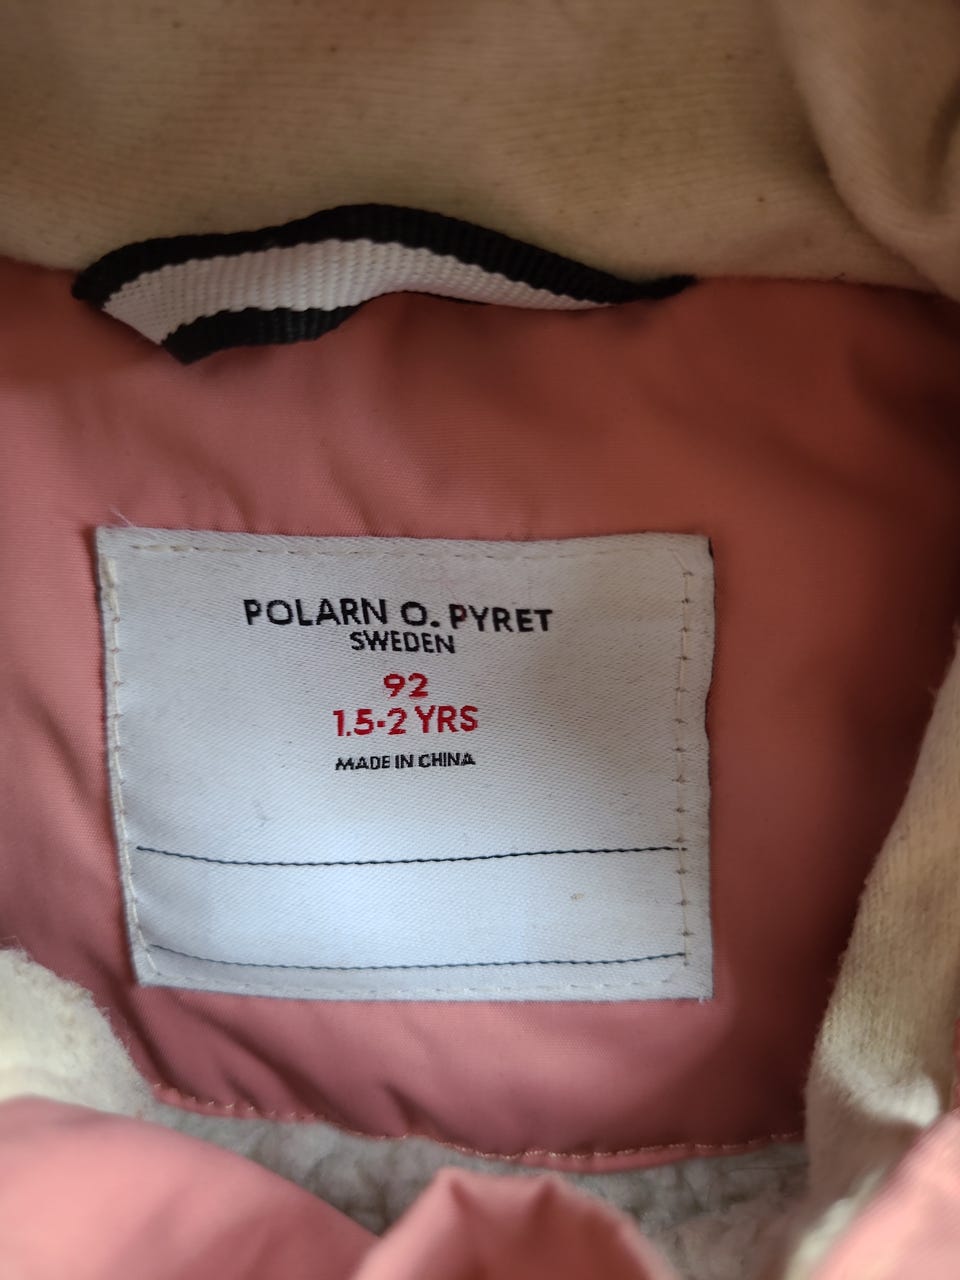 POLARN O. PYRET
SWEDEN
92
1.5-2 YRS
MADE IN CHINA